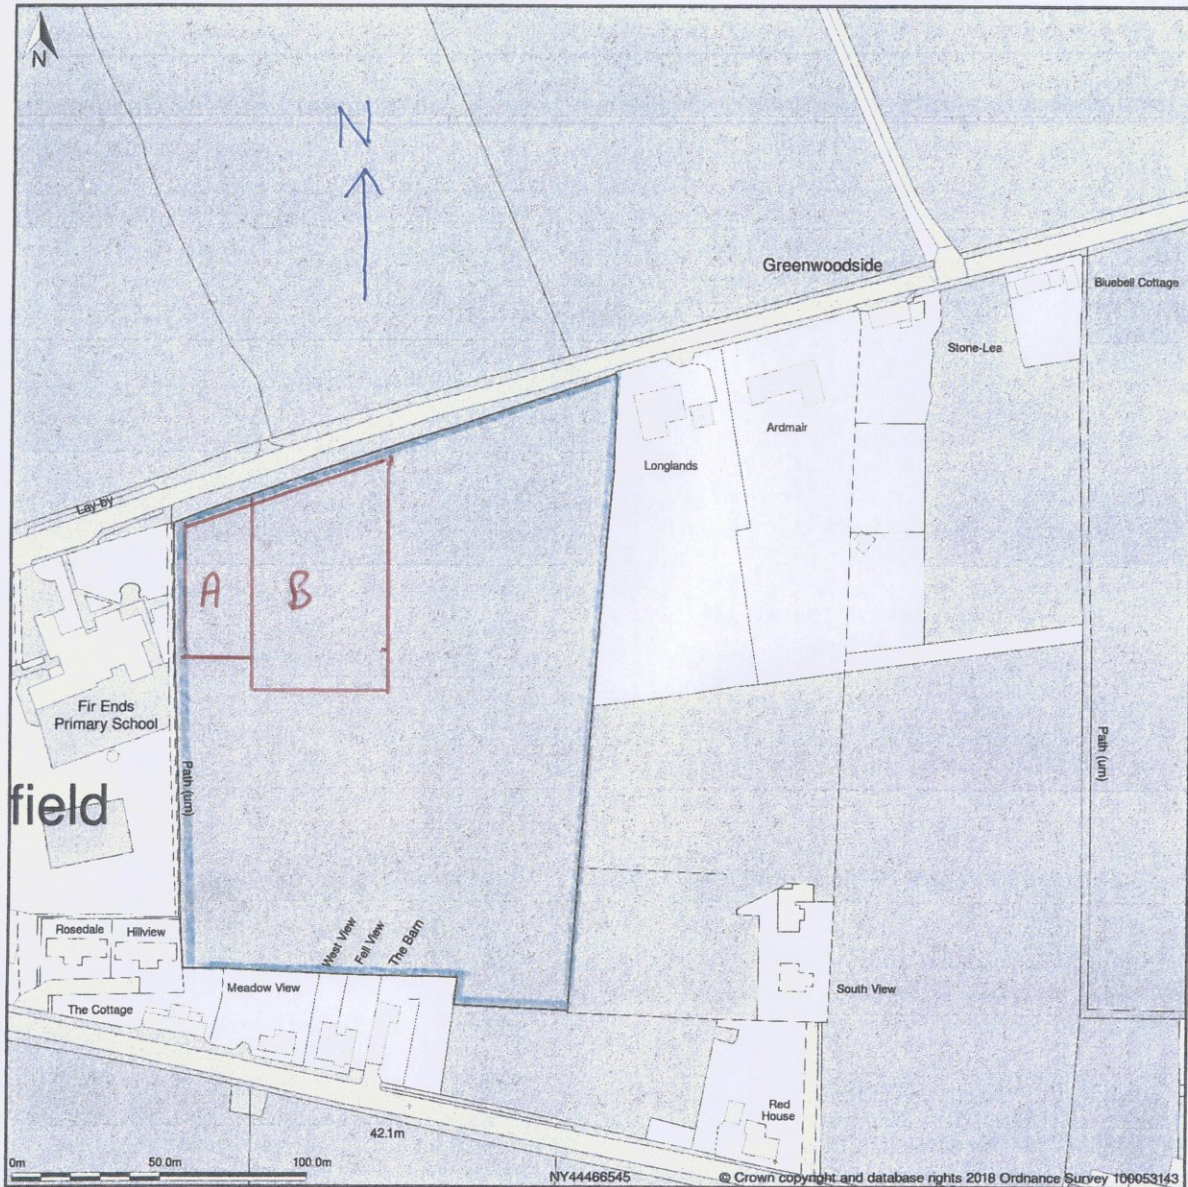 N
N
Greenwoodside
Bluebell Cottage
Stone-Lea
Ardmair
Longlands
Lay-by
A
B
Fir Ends
Primary School
Path (um)
Path (um)
field
Rosedale
Hillview
West View
Fell View
The Barn
Meadow View
The Cottage
South View
Red
House
42.1m
0m
50.0m
100.0m
NY44466545
© Crown copyright and database rights 2018 Ordnance Survey 100053143